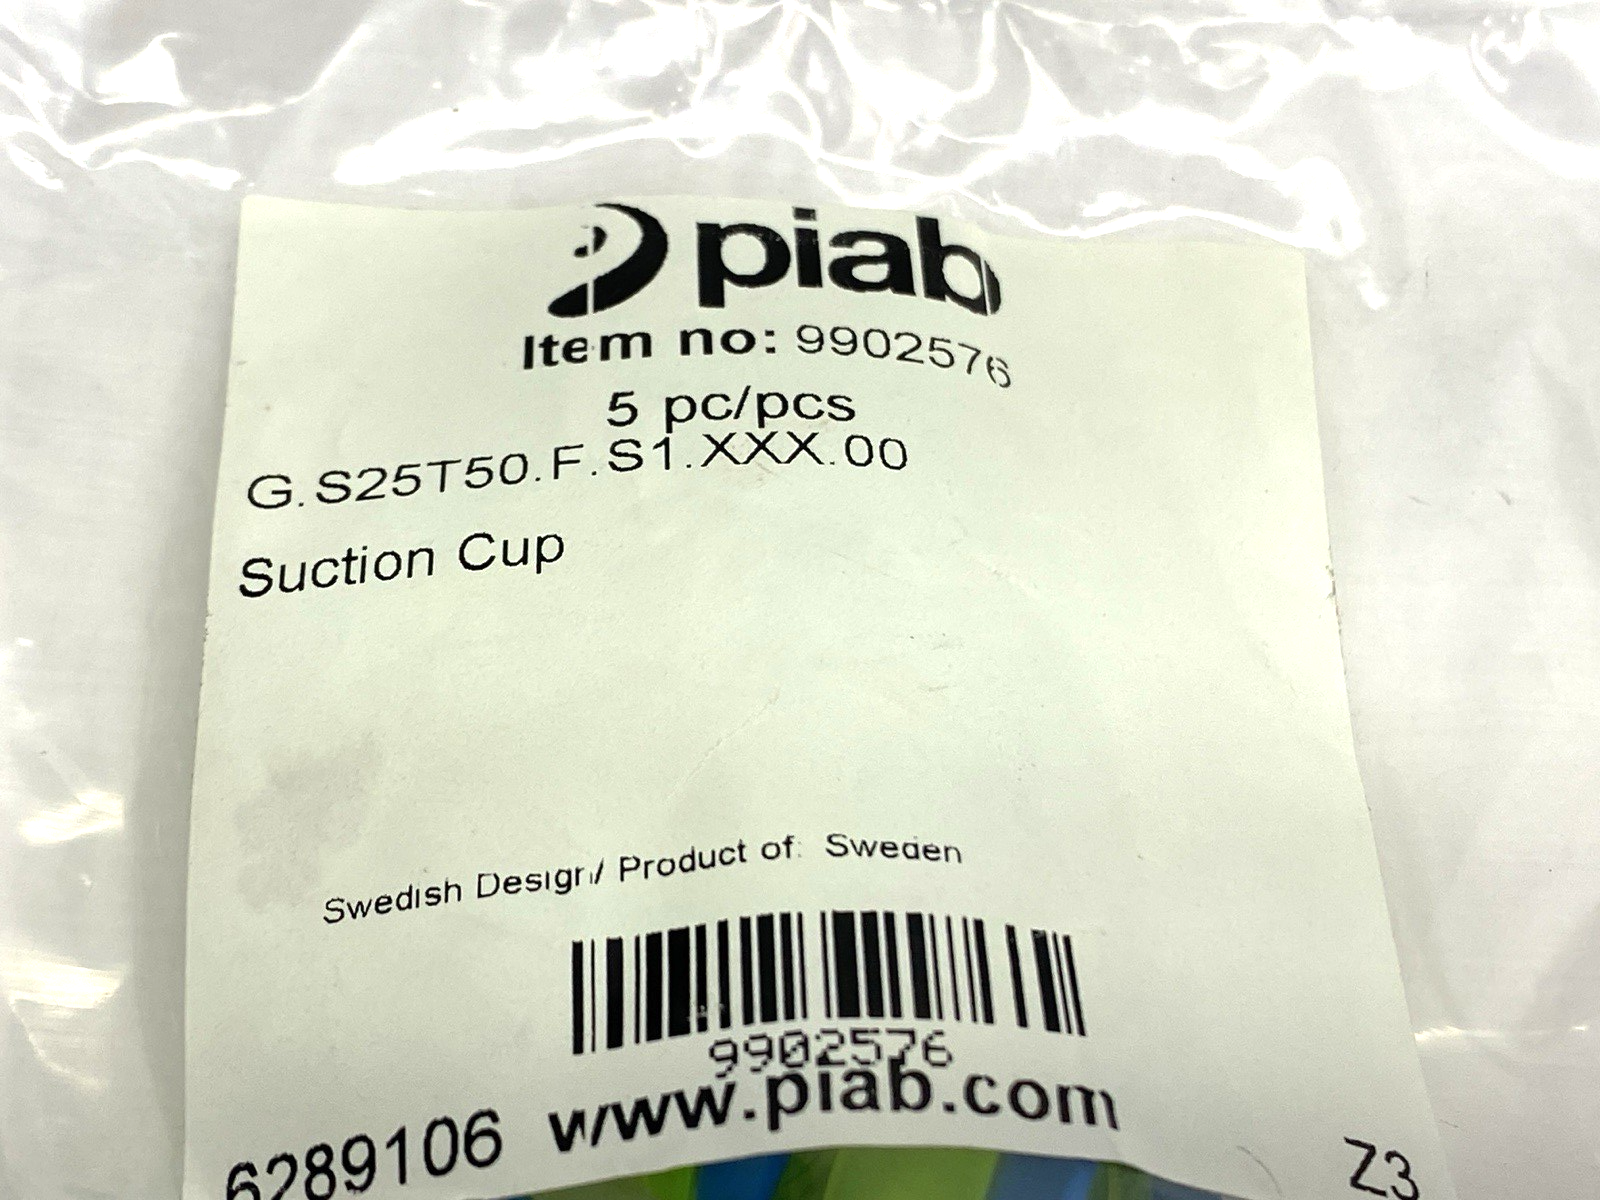 piab
Item no: 9902576
5 pc/pcs
G.S25T50.F.S1.XXX.00
Suction Cup
Swedish Design/ Product of: Sweden
9902576
6289106 www.piab.com
Z3